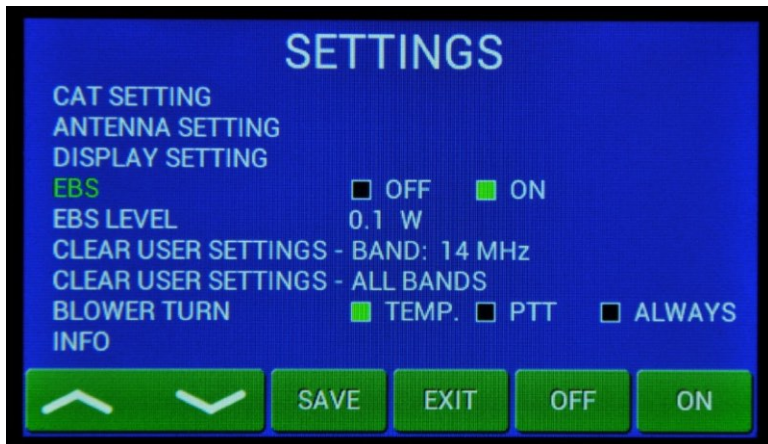 SETTINGS
CAT SETTING
ANTENNA SETTING
DISPLAY SETTING
EBS OFF ON
EBS LEVEL 0.1 W
CLEAR USER SETTINGS - BAND: 14 MHz
CLEAR USER SETTINGS - ALL BANDS
BLOWER TURN TEMP. PTT ALWAYS
INFO
SAVE EXIT OFF ON